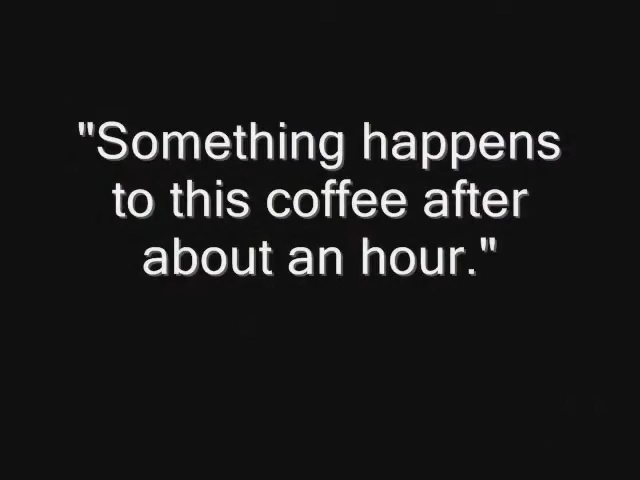 "Something happens
to this coffee after
about an hour."